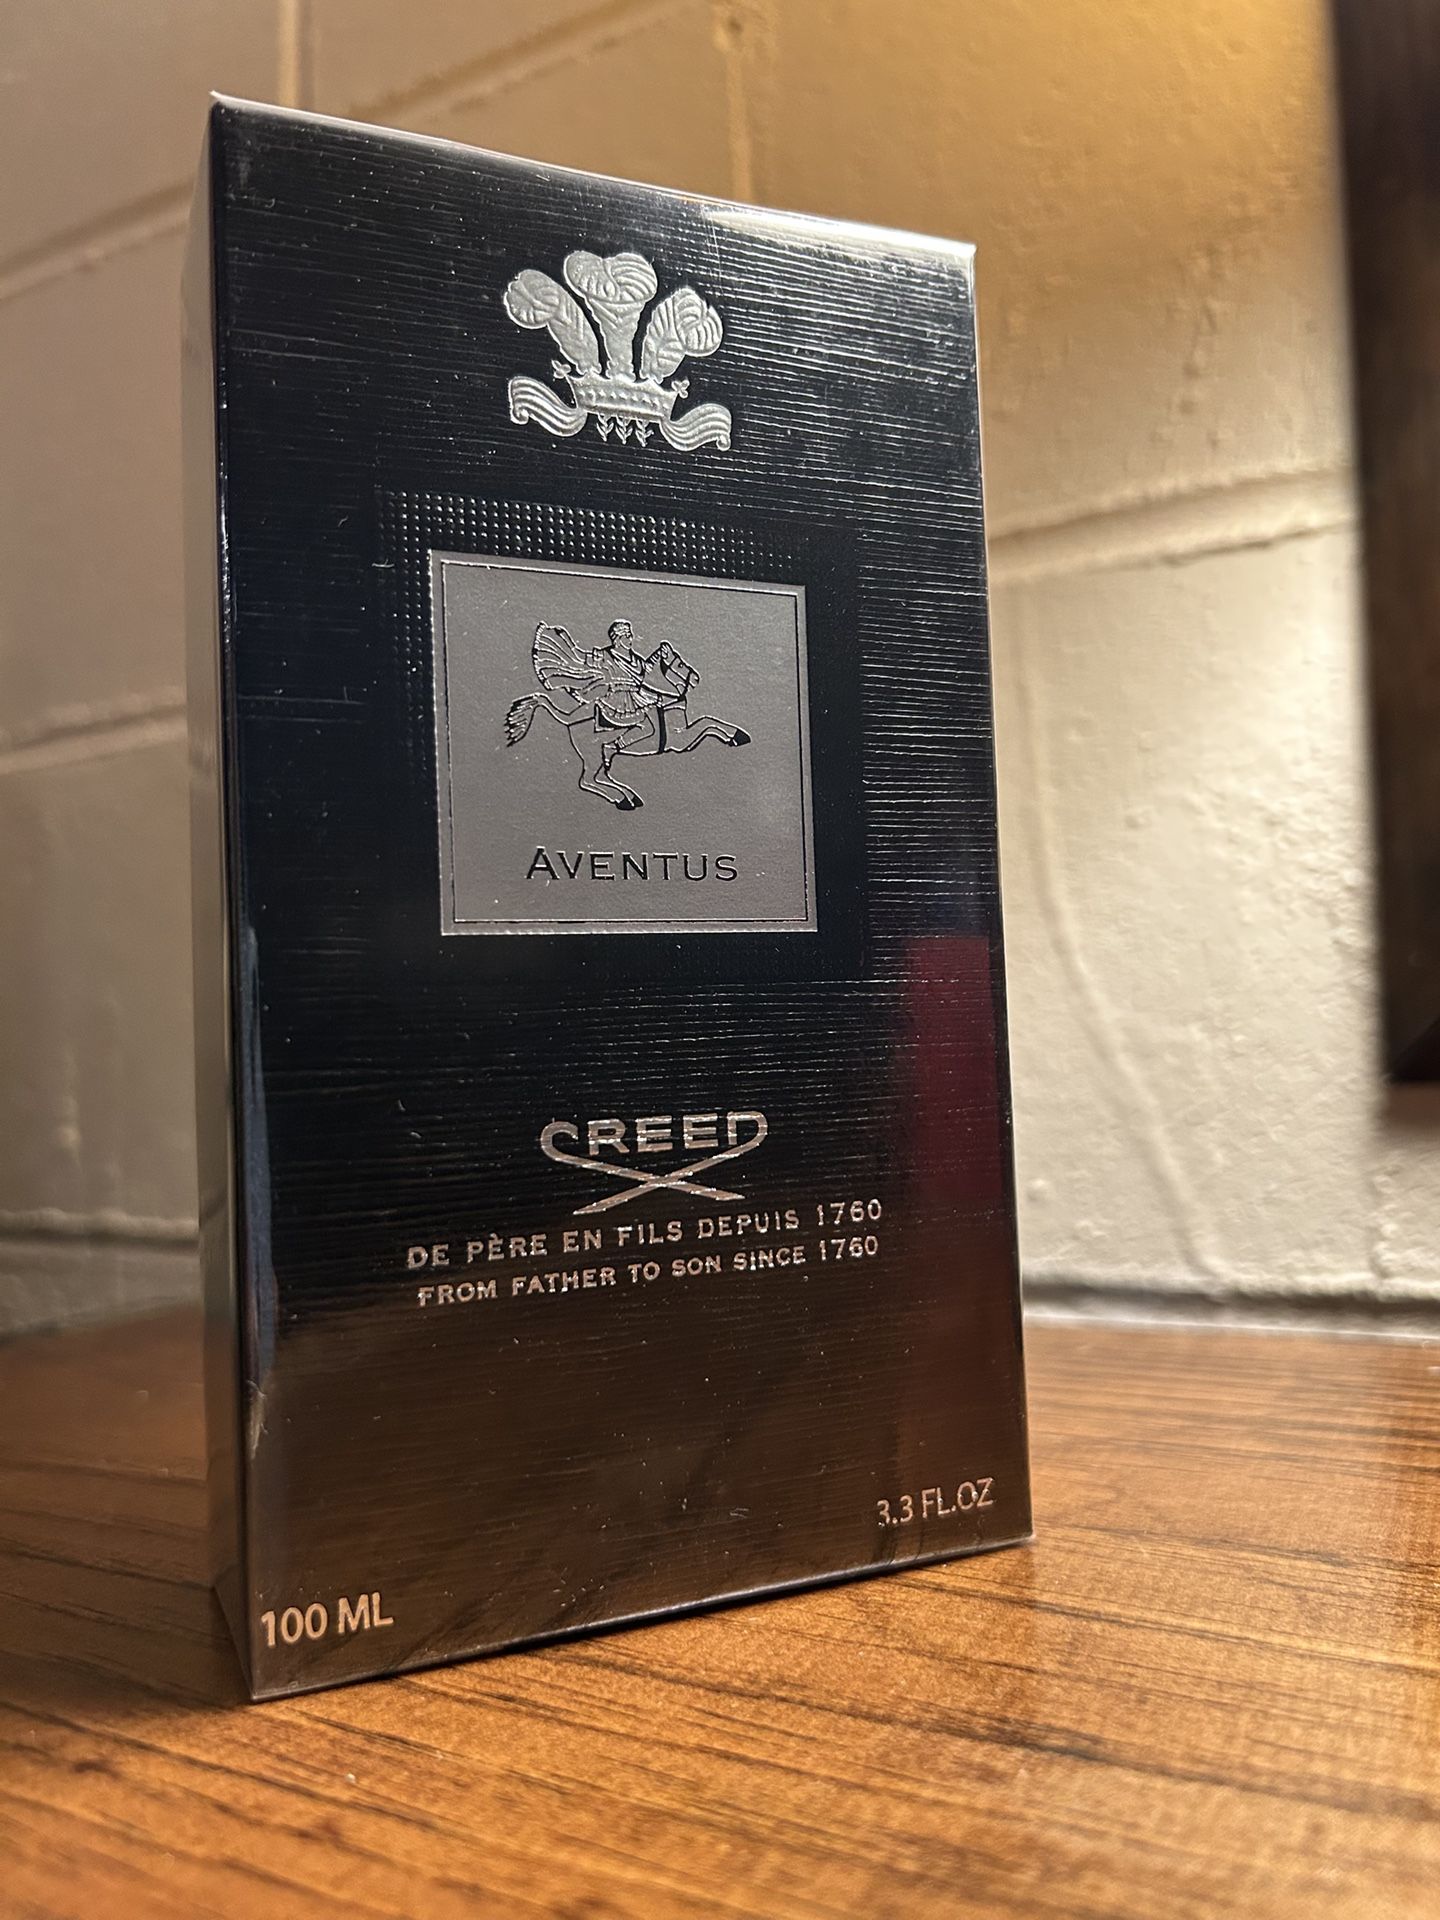 AVENTUS
CREED
DE PÈRE EN FILS DEPUIS 1760
FROM FATHER TO SON SINCE 1760
3.3 FL.OZ
100 ML